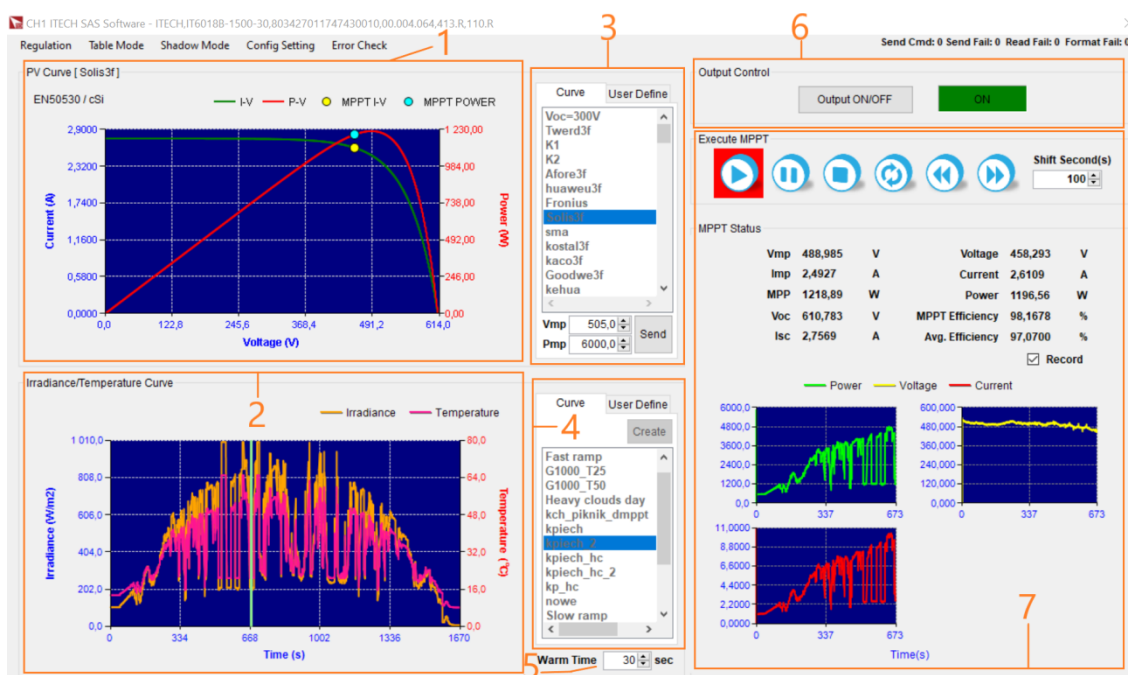 CH1 ITECH SAS Software - ITECH,IT6018B-1500-30,803427011747430010,00.004.064,413.R,110.R
Regulation Table Mode Shadow Mode Config Setting Error Check
Send Cmd: 0 Send Fail: 0 Read Fail: 0 Format Fail: 0
1
3
6
PV Curve [ Solis3f ]
EN50530 / cSi
I-V P-V MPPT I-V MPPT POWER
2,9000
2,3200
1,7400
1,1600
0,5800
0,0000
Current (A)
1 230,00
984,00
738,00
492,00
246,00
0,00
Power (W)
0,0 122,8 245,6 368,4 491,2 614,0
Voltage (V)
Curve User Define
Voc=300V
Twerd3f
K1
K2
Afore3f
huaweu3f
Fronius
Solis3f
sma
kostal3f
kaco3f
Goodwe3f
kehua
Vmp 505,0
Pmp 6000,0
Send
Output Control
Output ON/OFF ON
Execute MPPT
Shift Second(s)
100
MPPT Status
Vmp 488,985 V Voltage 458,293 V
Imp 2,4927 A Current 2,6109 A
MPP 1218,89 W Power 1196,56 W
Voc 610,783 V MPPT Efficiency 98,1678 %
Isc 2,7569 A Avg. Efficiency 97,0700 %
Record
Irradiance/Temperature Curve
2
Irradiance Temperature
1 010,0
808,0
606,0
404,0
202,0
0,0
Irradiance (W/m2)
80,0
64,0
48,0
32,0
16,0
0,0
Temperature (℃)
0 334 668 1002 1336 1670
Time (s)
Curve User Define
4
Create
Fast ramp
G1000_T25
G1000_T50
Heavy clouds day
kch_piknik_dmppt
kpiech
kpiech_2
kpiech_hc
kpiech_hc_2
kp_hc
nowe
Slow ramp
5
Warm Time 30 sec
Power Voltage Current
6000,0
4800,0
3600,0
2400,0
1200,0
0,0
0 337 673
600,000
480,000
360,000
240,000
120,000
0,000
0 337 673
11,0000
8,8000
6,6000
4,4000
2,2000
0,0000
0 337 673
Time(s)
7